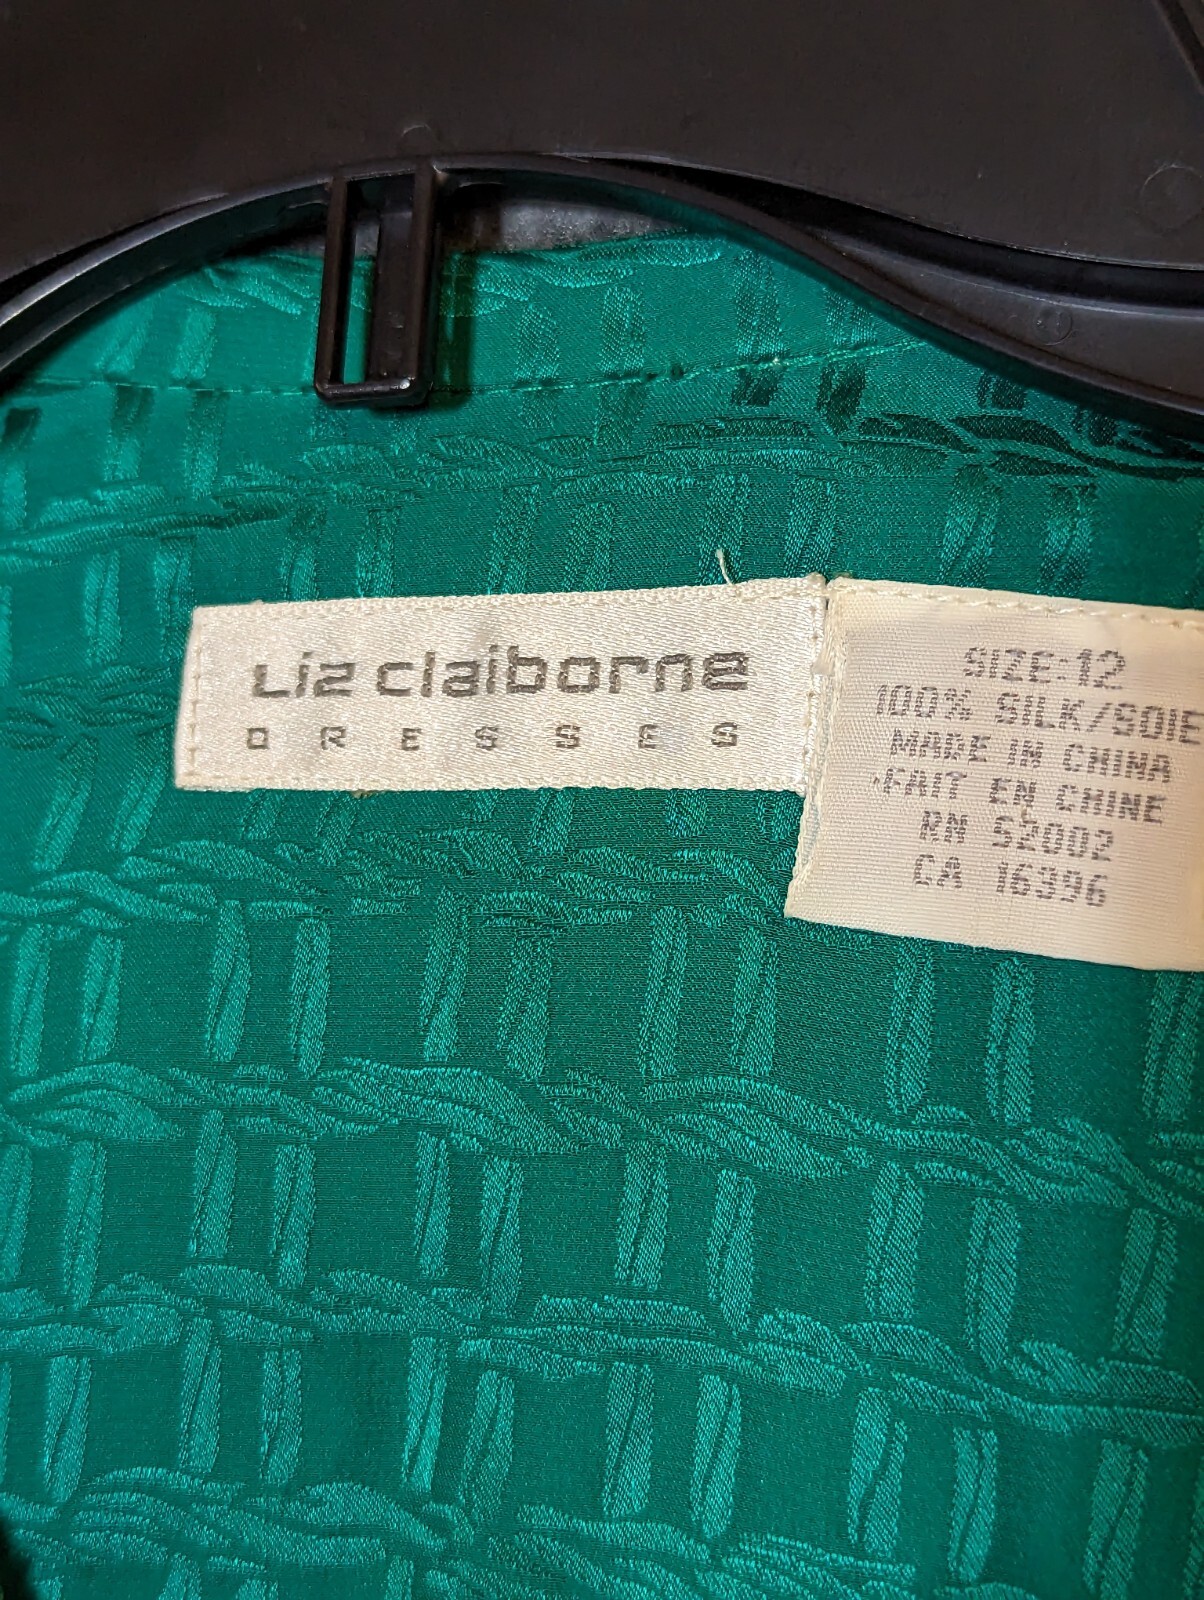 Liz claiborne
DRESSES
SIZE: 12
100% SILK/SOIE
MADE IN CHINA
FAIT EN CHINE
RN 52002
CA 16396